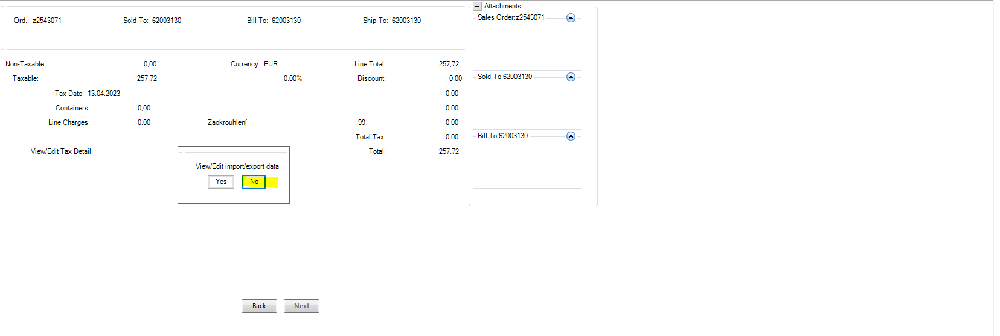 Attachments
Ord.: z2543071 Sold-To: 62003130 Bill To: 62003130 Ship-To: 62003130
Sales Order:z2543071
Non-Taxable: 0,00 Currency: EUR Line Total: 257,72
Taxable: 257,72 0,00% Discount: 0,00
Sold-To:62003130
Tax Date: 13.04.2023 0,00
Containers: 0,00 0,00
Line Charges: 0,00 Zaokrouhlení 99 0,00
Total Tax: 0,00
Bill To:62003130
View/Edit Tax Detail: Total: 257,72
View/Edit import/export data
Yes No
Back Next